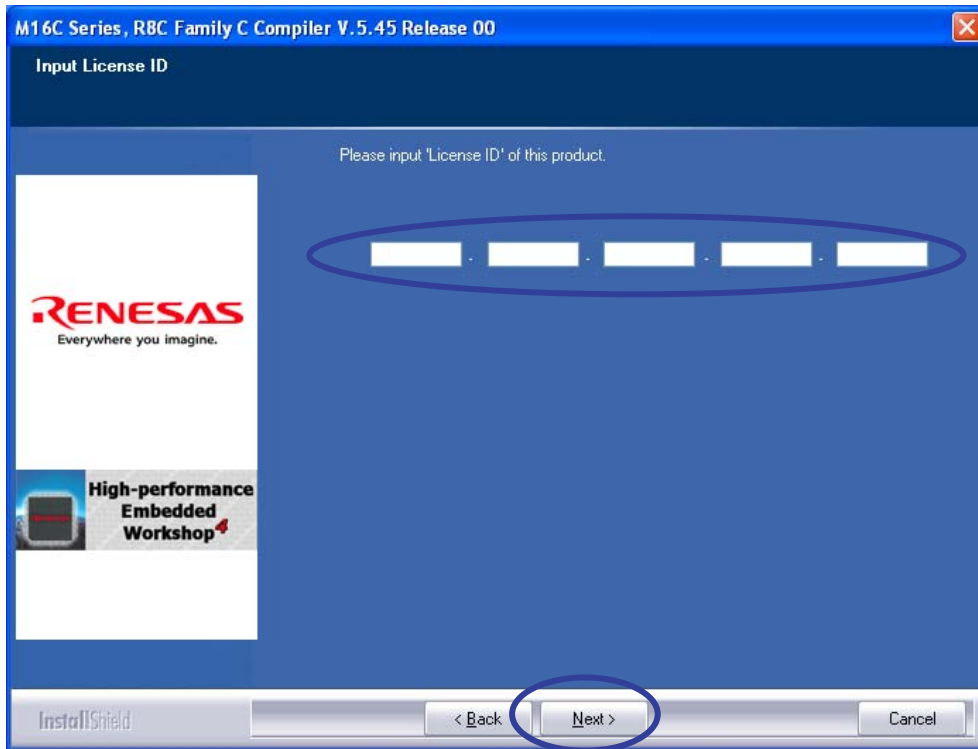 M16C Series, R8C Family C Compiler V.5.45 Release 00
Input License ID
Please input 'License ID' of this product.
- - - -
RENESAS
Everywhere you imagine.
High-performance
Embedded
Workshop4
InstallShield
< Back
Next >
Cancel